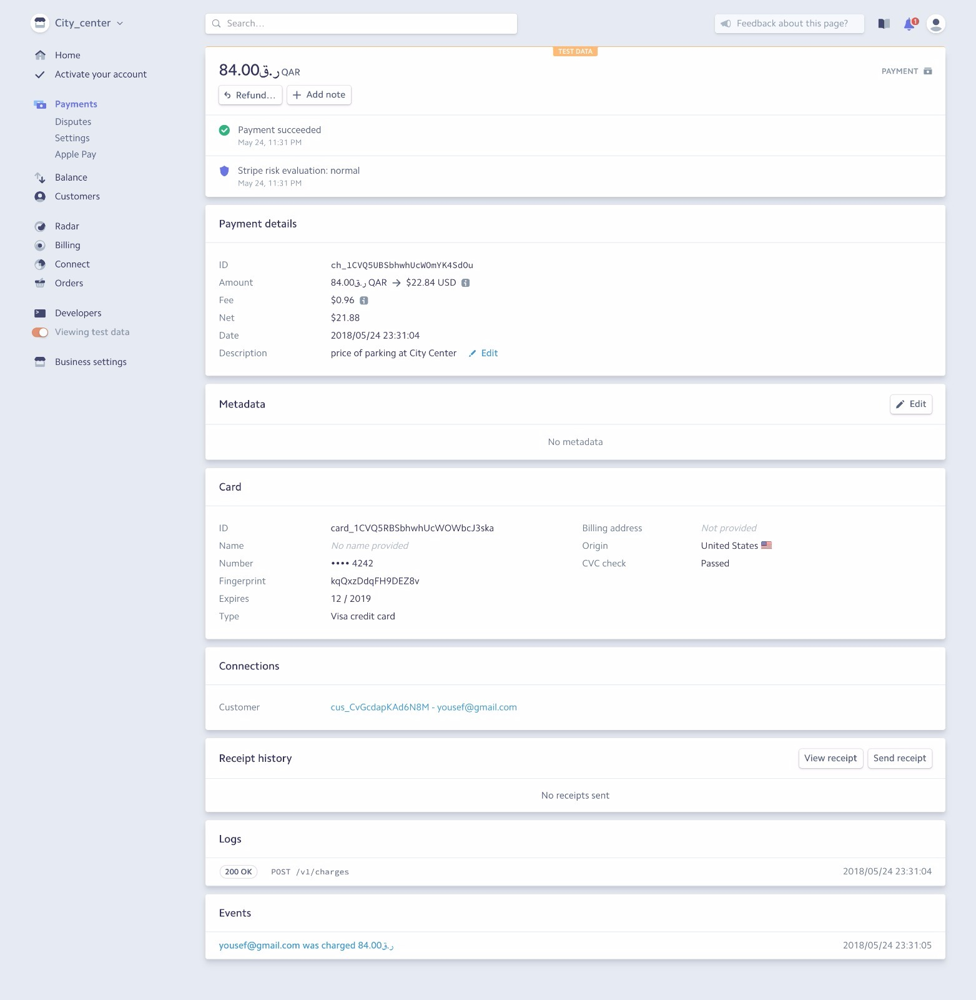 City_center
Search...
Feedback about this page?
1
Home
Activate your account
Payments
Disputes
Settings
Apple Pay
Balance
Customers
Radar
Billing
Connect
Orders
Developers
Viewing test data
Business settings
TEST DATA
84.00ر.ق QAR
PAYMENT
Refund...
Add note
Payment succeeded
May 24, 11:31 PM
Stripe risk evaluation: normal
May 24, 11:31 PM
Payment details
ID ch_1CVQ5UBSbhwhUcWOmYK4SdOu
Amount 84.00ر.ق QAR → $22.84 USD
Fee $0.96
Net $21.88
Date 2018/05/24 23:31:04
Description price of parking at City Center Edit
Metadata Edit
No metadata
Card
ID card_1CVQ5RBSbhwhUcWOWbcJ3ska Billing address Not provided
Name No name provided Origin United States
Number •••• 4242 CVC check Passed
Fingerprint kqQxzDdqFH9DEZ8v
Expires 12 / 2019
Type Visa credit card
Connections
Customer cus_CvGcdapKAd6N8M - yousef@gmail.com
Receipt history View receipt Send receipt
No receipts sent
Logs
200 OK POST /v1/charges 2018/05/24 23:31:04
Events
yousef@gmail.com was charged 84.00ر.ق 2018/05/24 23:31:05